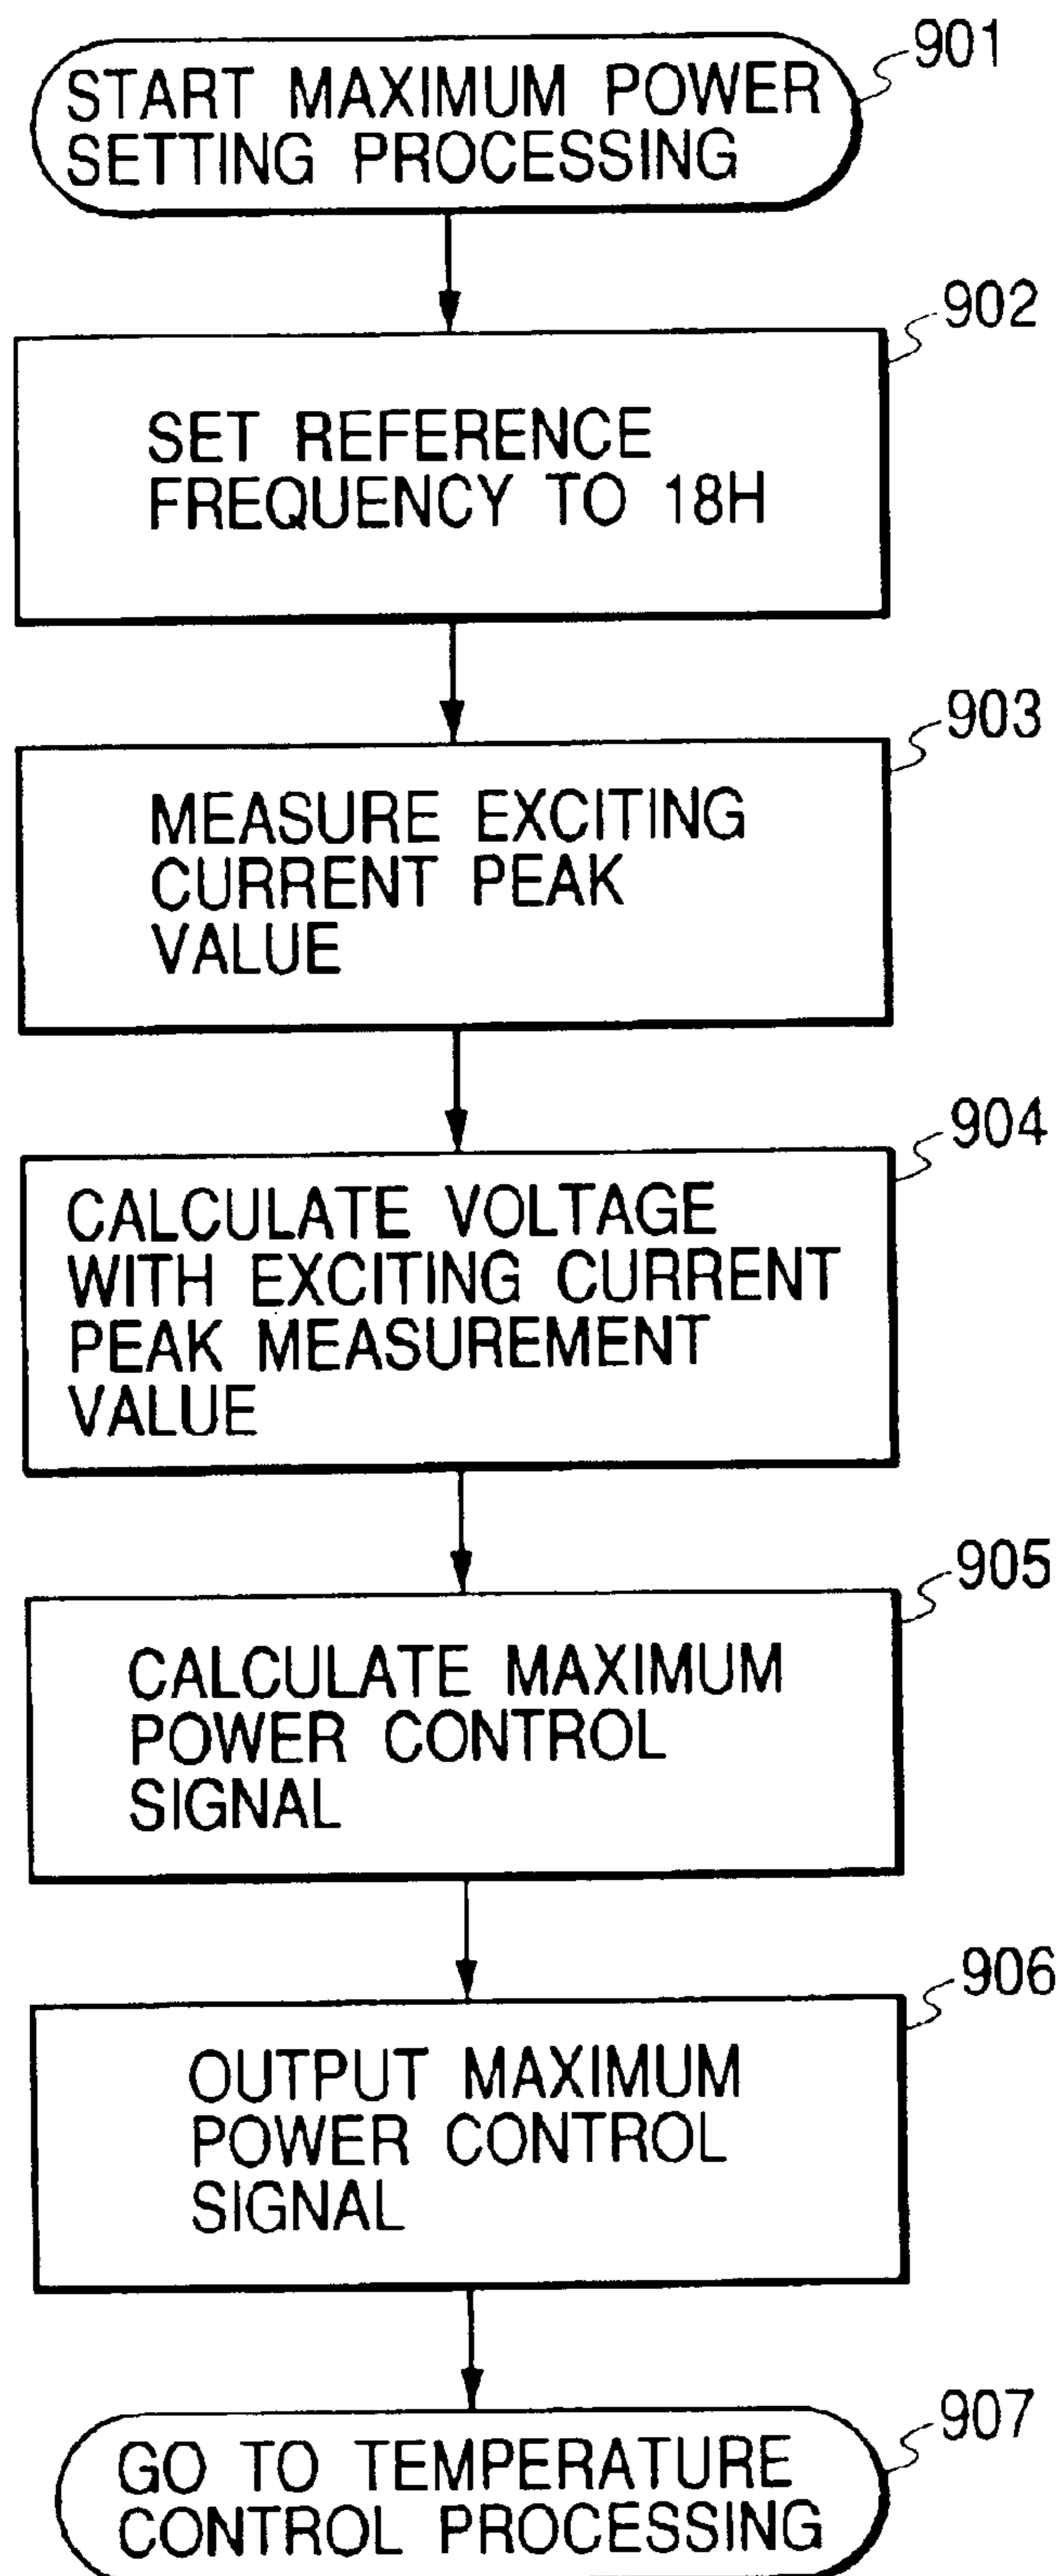 901
START MAXIMUM POWER
SETTING PROCESSING
902
SET REFERENCE
FREQUENCY TO 18H
903
MEASURE EXCITING
CURRENT PEAK
VALUE
904
CALCULATE VOLTAGE
WITH EXCITING CURRENT
PEAK MEASUREMENT
VALUE
905
CALCULATE MAXIMUM
POWER CONTROL
SIGNAL
906
OUTPUT MAXIMUM
POWER CONTROL
SIGNAL
907
GO TO TEMPERATURE
CONTROL PROCESSING